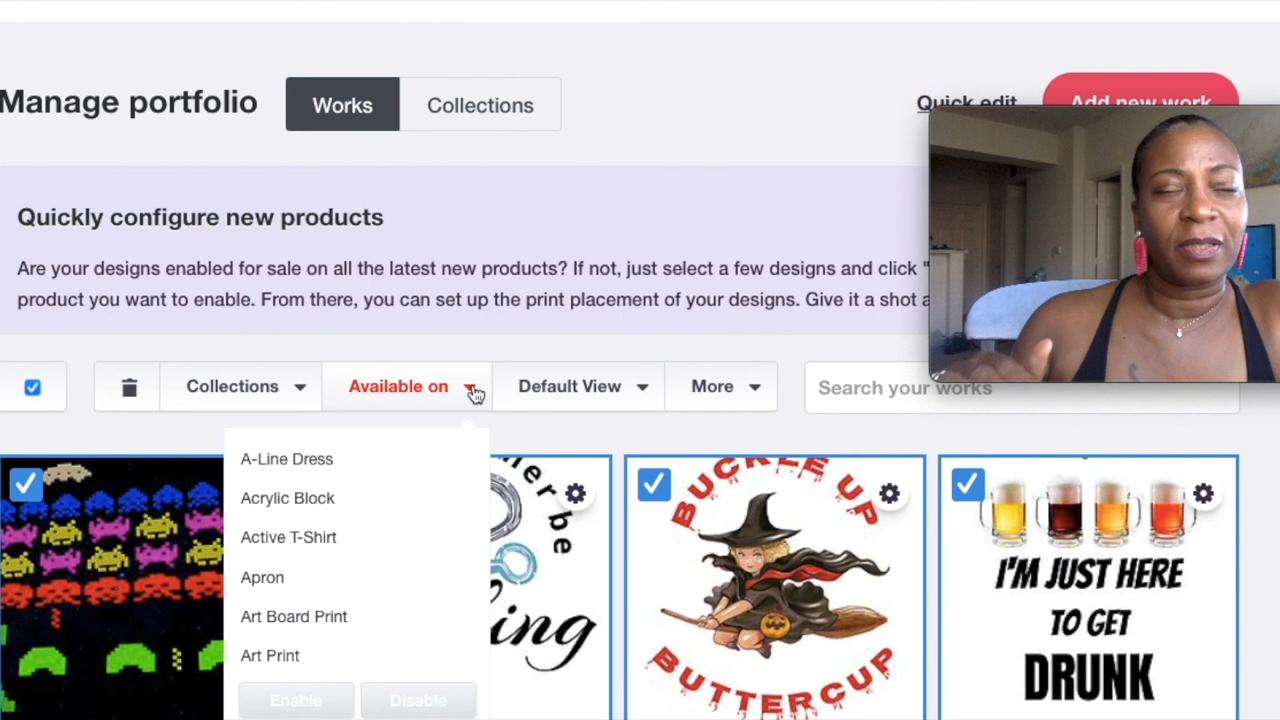 Manage portfolio
Works
Collections
Quick edit
Add new work
Quickly configure new products
Are your designs enabled for sale on all the latest new products? If not, just select a few designs and click "
product you want to enable. From there, you can set up the print placement of your designs. Give it a shot a
Collections
Available on
Default View
More
Search your works
A-Line Dress
Acrylic Block
Active T-Shirt
Apron
Art Board Print
Art Print
Enable
Disable
her be
ing
BUCKLE UP
BUTTERCUP
I'M JUST HERE
TO GET
DRUNK